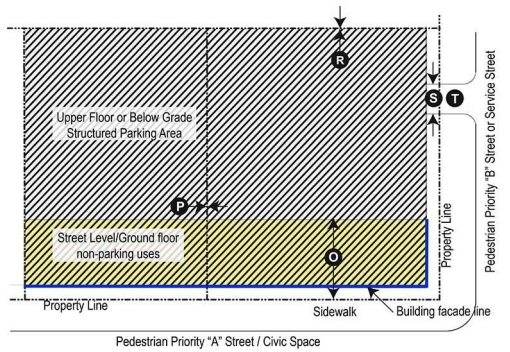 R
S T
Upper Floor or Below Grade
Structured Parking Area
Pedestrian Priority “B” Street or Service Street
P
Property Line
Street Level/Ground floor
non-parking uses
O
Property Line
Sidewalk
Building facade line
Pedestrian Priority “A” Street / Civic Space